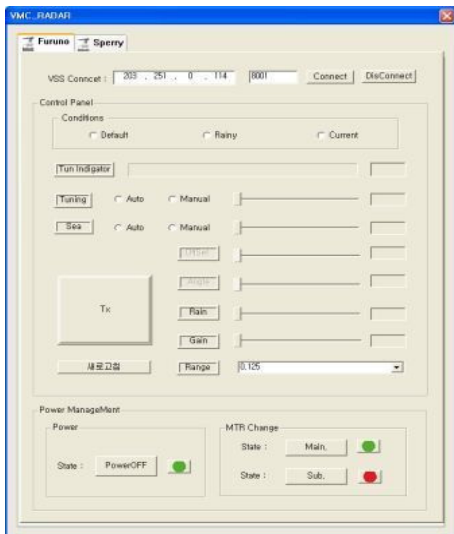 VMC_RADAR
Furuno Sperry
VSS Conncet : 203 . 251 . 0 . 114 8001 Connect DisConnect
Control Panel
Conditions
Default Rainy Current
Tun Indigator
Tuning Auto Manual
Sea Auto Manual
Offset
Angle
Tx
Rain
Gain
새로고침 Range 0,125
Power ManageMent
Power MTR Change
State : Main,
State : PowerOFF
State : Sub,